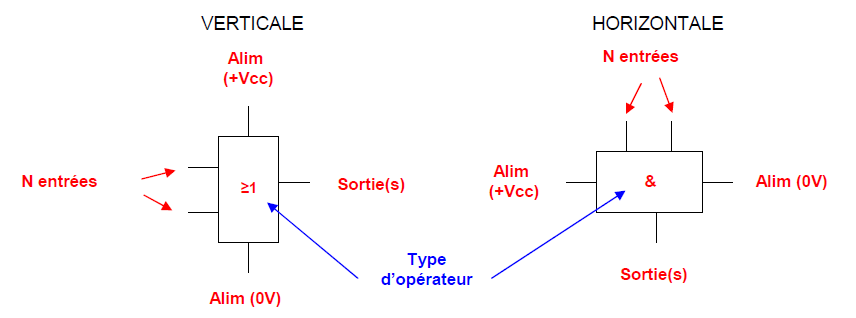 VERTICALE
Alim
(+Vcc)
N entrées
≥1
Sortie(s)
Alim (0V)
Type
d'opérateur
HORIZONTALE
N entrées
Alim
(+Vcc)
&
Alim (0V)
Sortie(s)